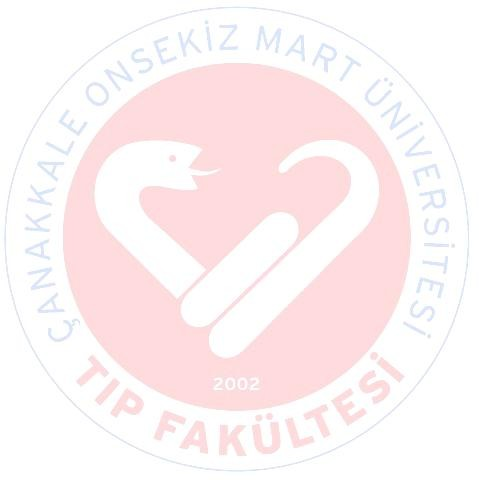 ÇANAKKALE ONSEKİZ MART ÜNİVERSİTESİ
2002
TIP FAKÜLTESİ